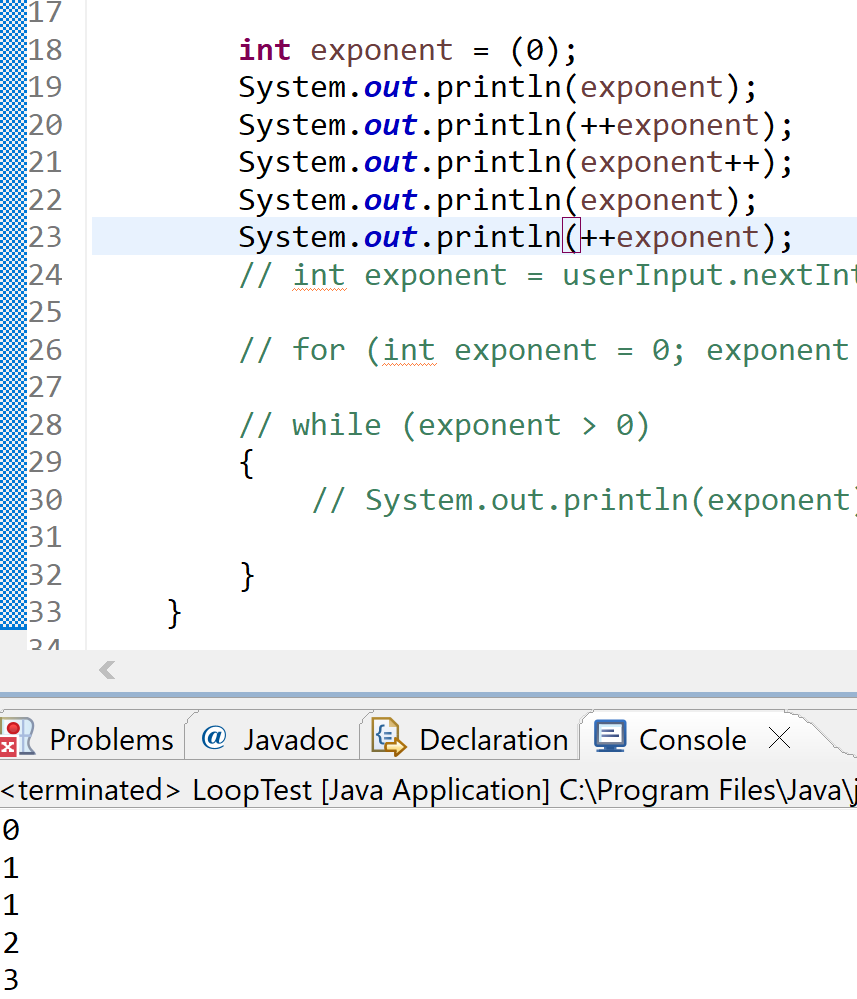 17
18 int exponent = (0);
19 System.out.println(exponent);
20 System.out.println(++exponent);
21 System.out.println(exponent++);
22 System.out.println(exponent);
23 System.out.println(++exponent);
24 // int exponent = userInput.nextInt
25
26 // for (int exponent = 0; exponent
27
28 // while (exponent > 0)
29 {
30 // System.out.println(exponent)
31
32 }
33 }
34
Problems @ Javadoc Declaration Console
<terminated> LoopTest [Java Application] C:\Program Files\Java\j
0
1
1
2
3